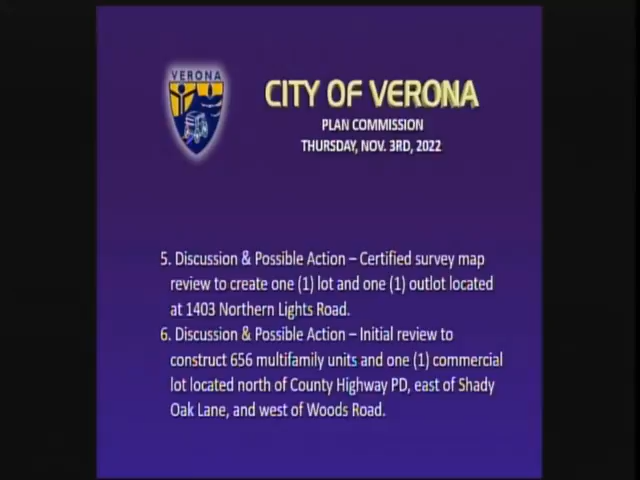 VERONA
CITY OF VERONA
PLAN COMMISSION
THURSDAY, NOV. 3RD, 2022
5. Discussion & Possible Action – Certified survey map
review to create one (1) lot and one (1) outlot located
at 1403 Northern Lights Road.
6. Discussion & Possible Action – Initial review to
construct 656 multifamily units and one (1) commercial
lot located north of County Highway PD, east of Shady
Oak Lane, and west of Woods Road.